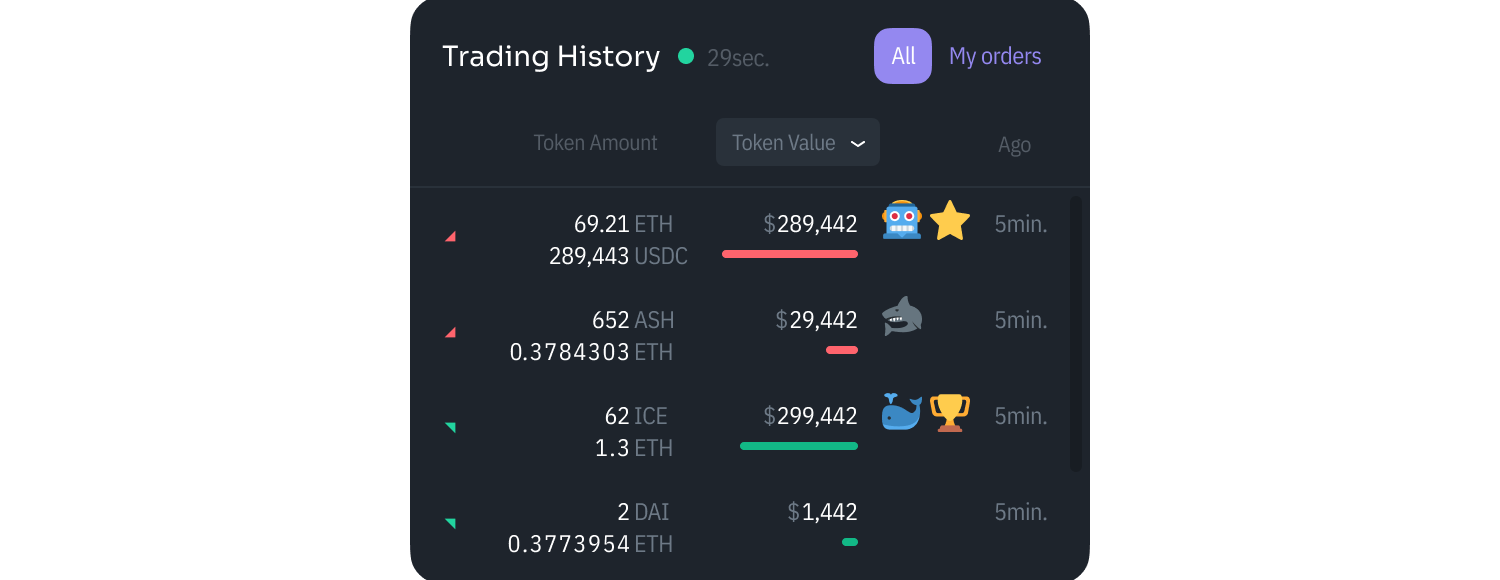 Trading History 29sec. All My orders
Token Amount Token Value Ago
69.21 ETH $289,442 5min.
289,443 USDC
652 ASH $29,442 5min.
0.3784303 ETH
62 ICE $299,442 5min.
1.3 ETH
2 DAI $1,442 5min.
0.3773954 ETH